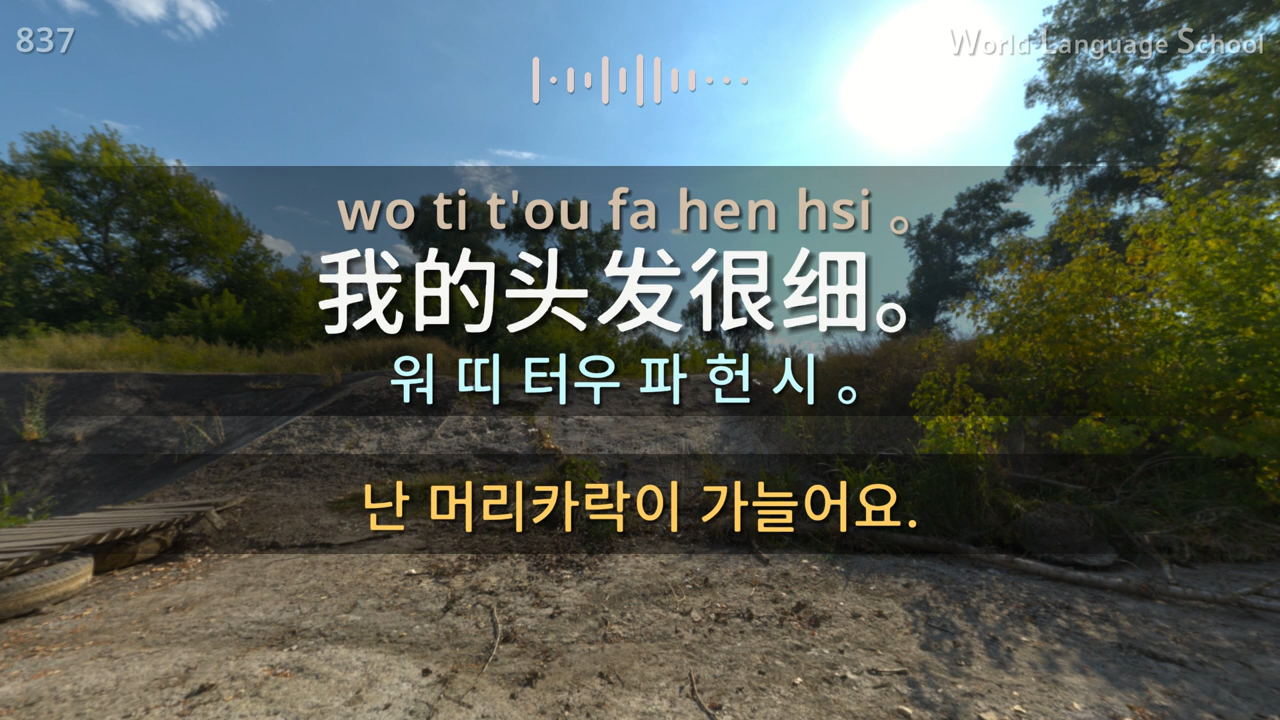 837
World Language School
wo ti t'ou fa hen hsi 。
我的头发很细。
워 띠 터우 파 헌 시 。
난 머리카락이 가늘어요.